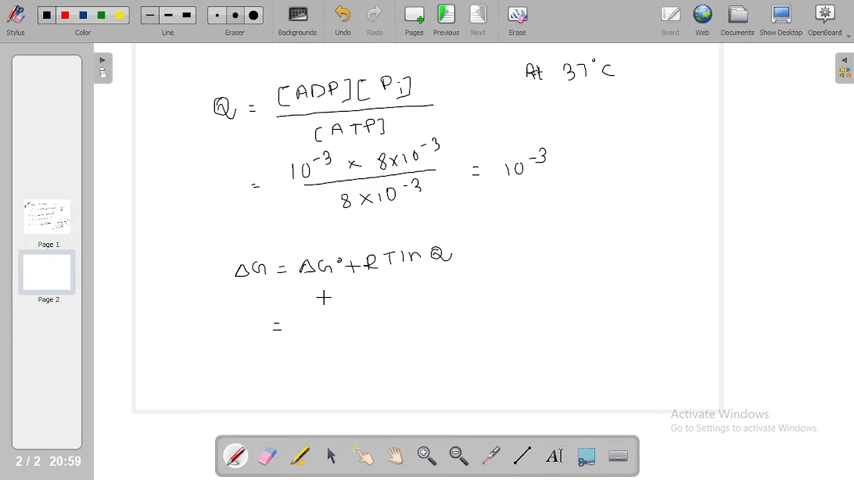 Stylus Color Line Eraser Backgrounds Undo Redo Pages Previous Next Erase Board Web Documents Show Desktop OpenBoard
At 37°C
Q = [ADP][Pi]
[ATP]
= 10⁻³ × 8×10⁻³ = 10⁻³
8×10⁻³
Page 1
ΔG = ΔG° + RT ln Q
Page 2
=
Activate Windows
Go to Settings to activate Windows.
2 / 2 20:59